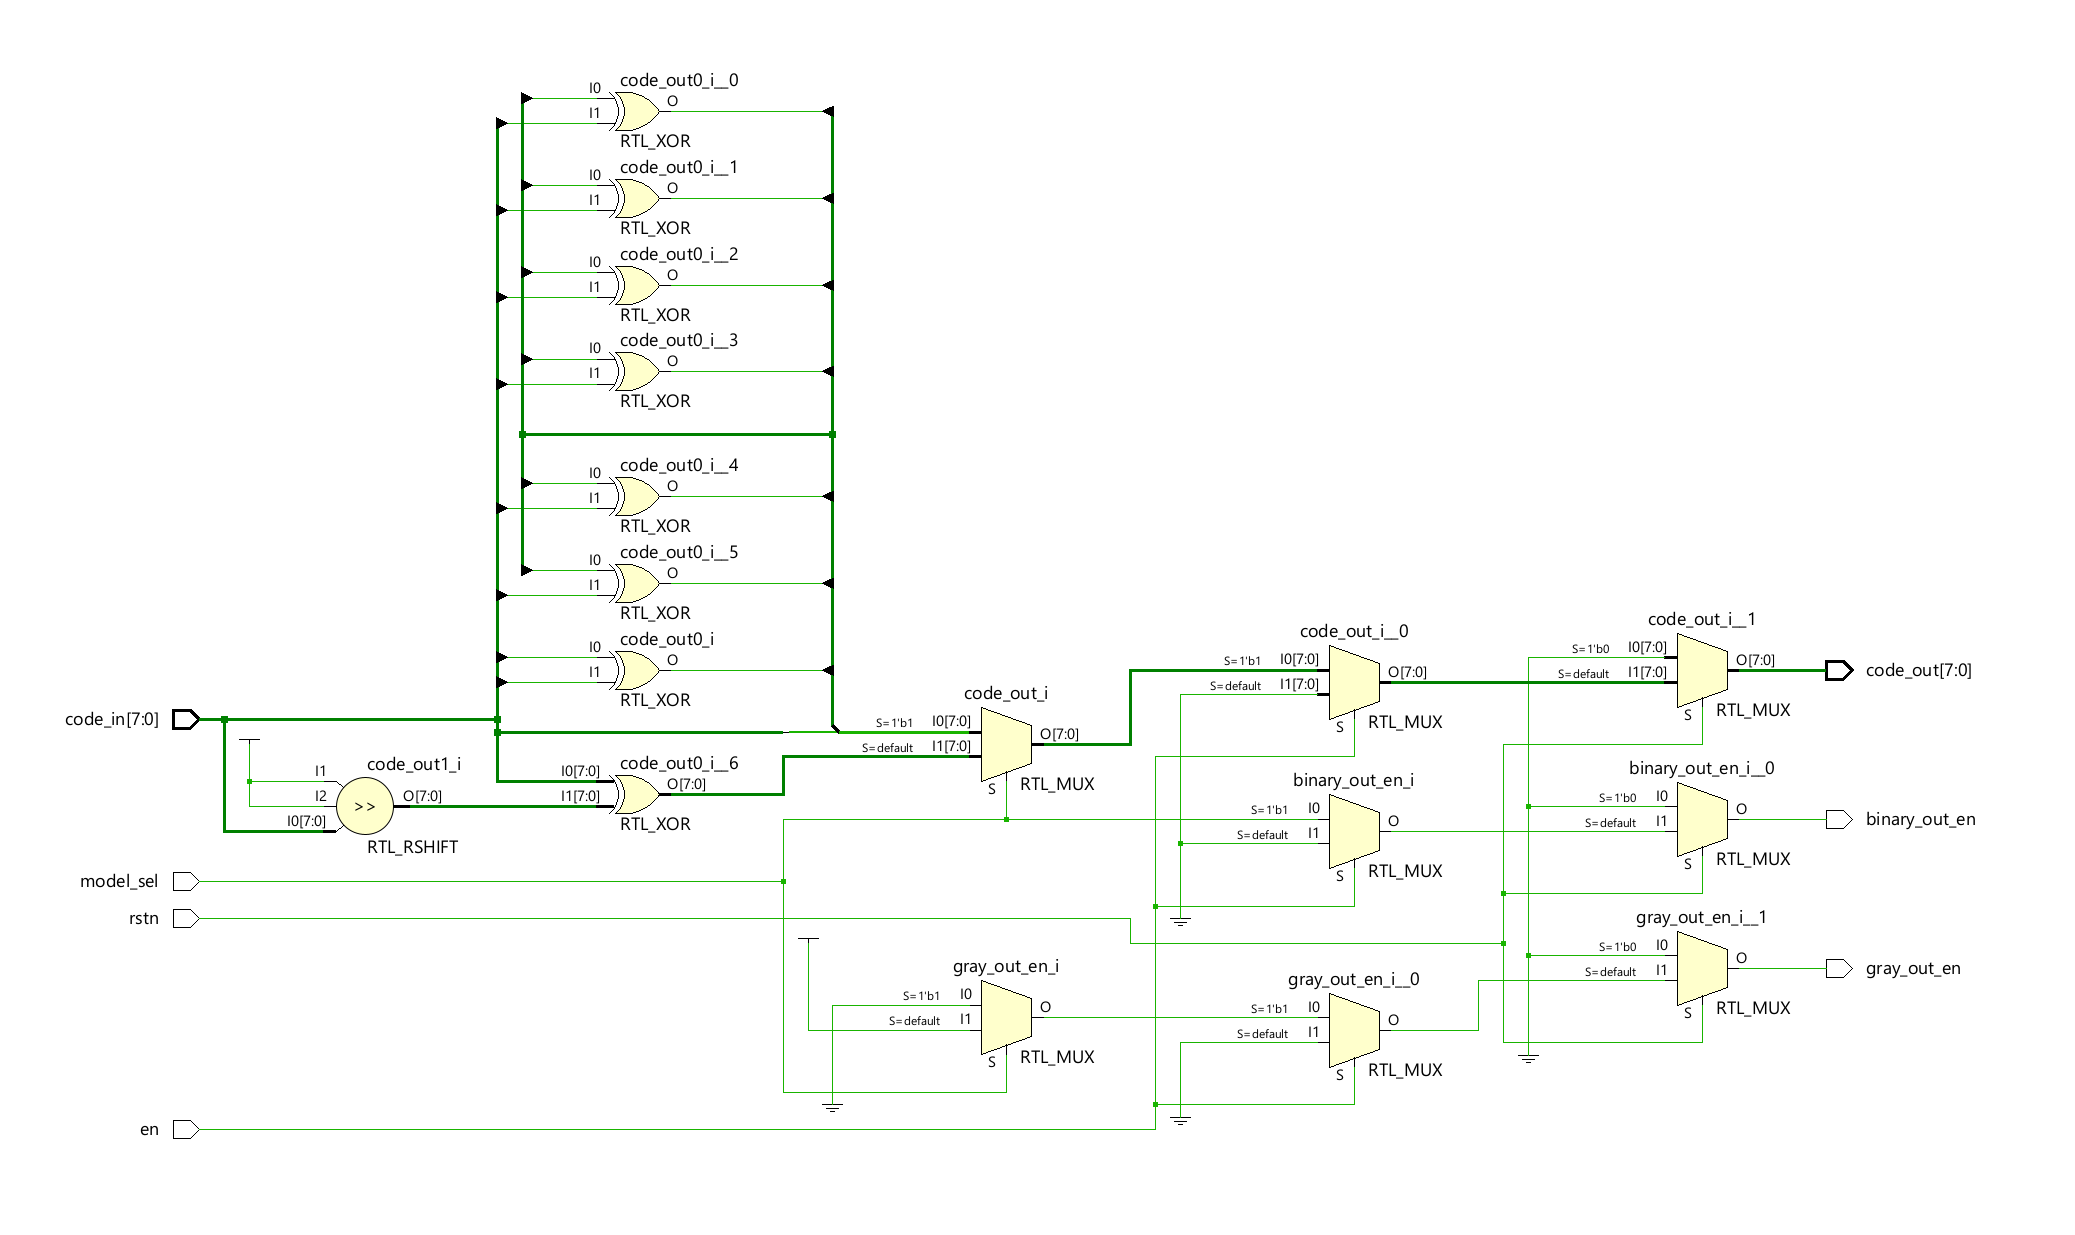 code_out0_i__0
I0
O
I1
RTL_XOR
code_out0_i__1
I0
O
I1
RTL_XOR
code_out0_i__2
I0
O
I1
RTL_XOR
code_out0_i__3
I0
O
I1
RTL_XOR
code_out0_i__4
I0
O
I1
RTL_XOR
code_out0_i__5
I0
O
I1
RTL_XOR
code_out0_i
I0
O
I1
RTL_XOR
code_in[7:0]
code_out1_i
I1
I2
I0[7:0]
>>
O[7:0]
RTL_RSHIFT
code_out0_i__6
I0[7:0]
I1[7:0]
O[7:0]
RTL_XOR
code_out_i
S=1'b1 I0[7:0]
S=default I1[7:0]
O[7:0]
S
RTL_MUX
code_out_i__0
S=1'b1 I0[7:0]
S=default I1[7:0]
O[7:0]
S
RTL_MUX
code_out_i__1
S=1'b0 I0[7:0]
S=default I1[7:0]
O[7:0]
S
RTL_MUX
code_out[7:0]
binary_out_en_i
S=1'b1 I0
S=default I1
O
S
RTL_MUX
binary_out_en_i__0
S=1'b0 I0
S=default I1
O
S
RTL_MUX
binary_out_en
model_sel
rstn
gray_out_en_i
S=1'b1 I0
S=default I1
O
S
RTL_MUX
gray_out_en_i__0
S=1'b1 I0
S=default I1
O
S
RTL_MUX
gray_out_en_i__1
S=1'b0 I0
S=default I1
O
S
RTL_MUX
gray_out_en
en